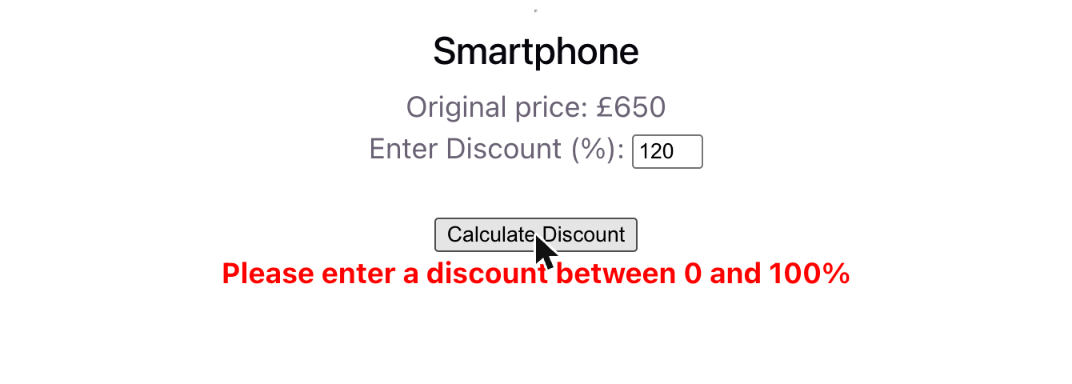 Smartphone
Original price: £650
Enter Discount (%): 120
Calculate Discount
Please enter a discount between 0 and 100%